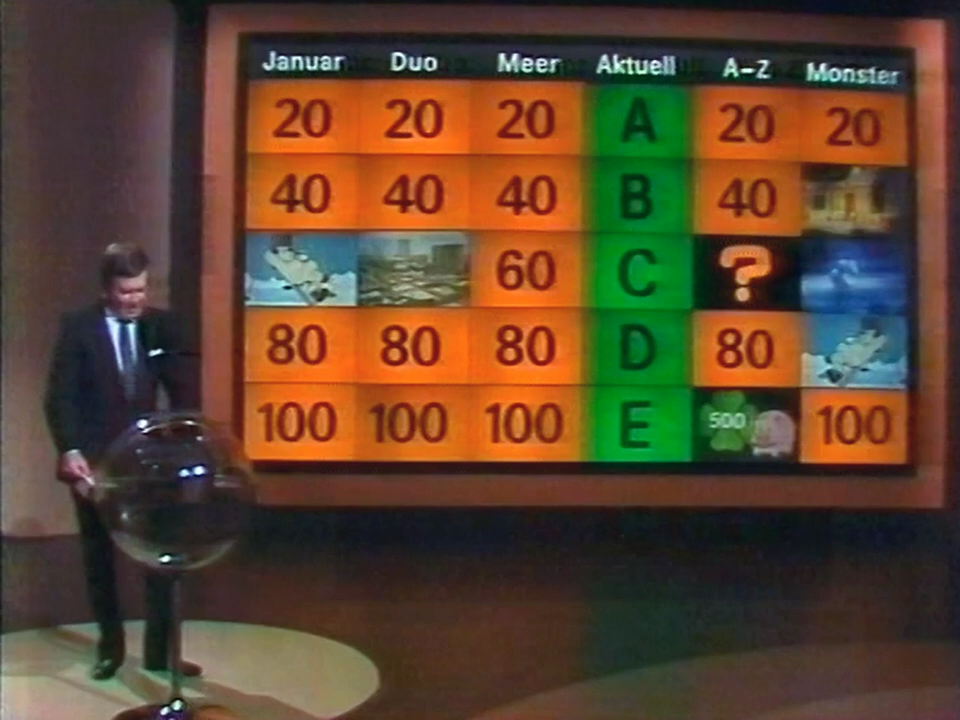 Januar Duo Meer Aktuell A-Z Monster
20 20 20 A 20 20
40 40 40 B 40
60 C ?
80 80 80 D 80
100 100 100 E 500 100